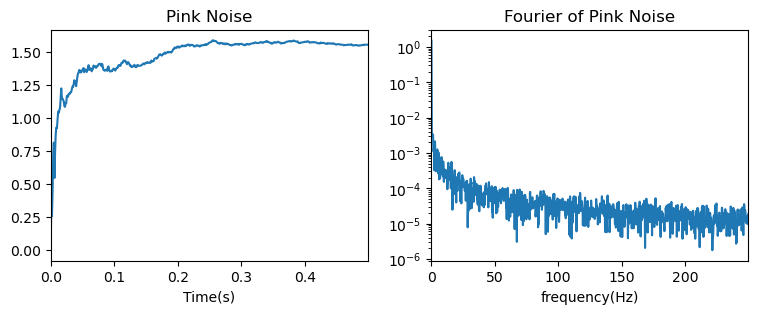 Pink Noise
1.50
1.25
1.00
0.75
0.50
0.25
0.00
0.0 0.1 0.2 0.3 0.4
Time(s)
Fourier of Pink Noise
10⁰
10⁻¹
10⁻²
10⁻³
10⁻⁴
10⁻⁵
10⁻⁶
0 50 100 150 200
frequency(Hz)